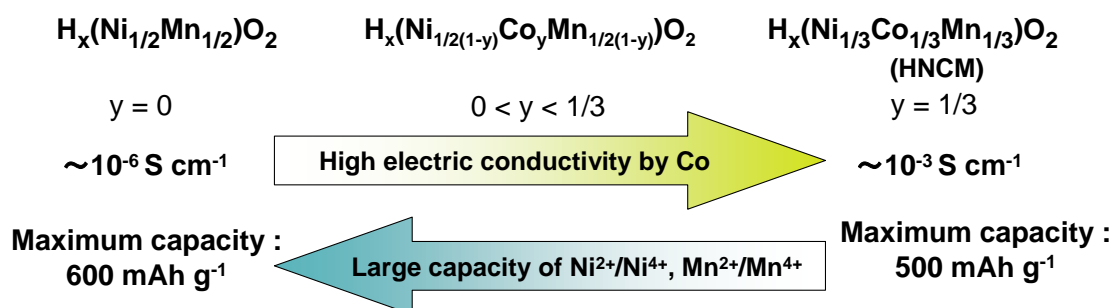 Hₓ(Ni₁/₂Mn₁/₂)O₂
Hₓ(Ni₁/₂₍₁₋ᵧ₎CoᵧMn₁/₂₍₁₋ᵧ₎)O₂
Hₓ(Ni₁/₃Co₁/₃Mn₁/₃)O₂
(HNCM)
y = 0
0 < y < 1/3
y = 1/3
~10⁻⁶ S cm⁻¹
High electric conductivity by Co
~10⁻³ S cm⁻¹
Maximum capacity :
600 mAh g⁻¹
Large capacity of Ni²⁺/Ni⁴⁺, Mn²⁺/Mn⁴⁺
Maximum capacity :
500 mAh g⁻¹